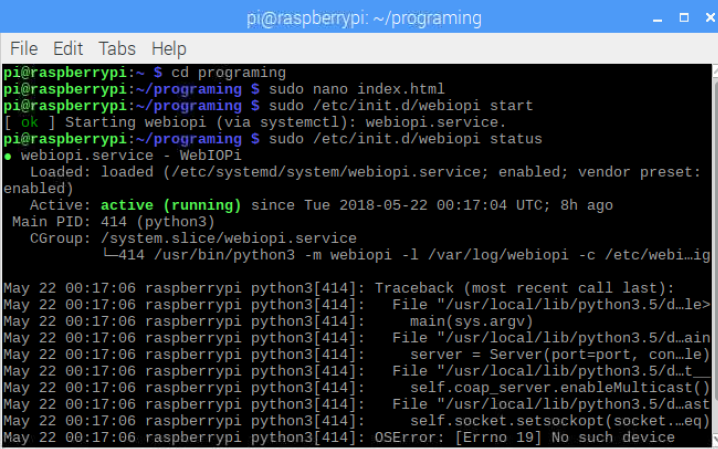 pi@raspberrypi: ~/programing
File Edit Tabs Help
pi@raspberrypi:~ $ cd programing
pi@raspberrypi:~/programing $ sudo nano index.html
pi@raspberrypi:~/programing $ sudo /etc/init.d/webiopi start
[ ok ] Starting webiopi (via systemctl): webiopi.service.
pi@raspberrypi:~/programing $ sudo /etc/init.d/webiopi status
● webiopi.service - WebIOPi
   Loaded: loaded (/etc/systemd/system/webiopi.service; enabled; vendor preset:
enabled)
   Active: active (running) since Tue 2018-05-22 00:17:04 UTC; 8h ago
 Main PID: 414 (python3)
   CGroup: /system.slice/webiopi.service
           └─414 /usr/bin/python3 -m webiopi -l /var/log/webiopi -c /etc/webi…ig
May 22 00:17:06 raspberrypi python3[414]: Traceback (most recent call last):
May 22 00:17:06 raspberrypi python3[414]:   File "/usr/local/lib/python3.5/d…le>
May 22 00:17:06 raspberrypi python3[414]:     main(sys.argv)
May 22 00:17:06 raspberrypi python3[414]:   File "/usr/local/lib/python3.5/d…ain
May 22 00:17:06 raspberrypi python3[414]:     server = Server(port=port, con…le)
May 22 00:17:06 raspberrypi python3[414]:   File "/usr/local/lib/python3.5/d…t__
May 22 00:17:06 raspberrypi python3[414]:     self.coap_server.enableMulticast()
May 22 00:17:06 raspberrypi python3[414]:   File "/usr/local/lib/python3.5/d…ast
May 22 00:17:06 raspberrypi python3[414]:     self.socket.setsockopt(socket.…eq)
May 22 00:17:06 raspberrypi python3[414]: OSError: [Errno 19] No such device